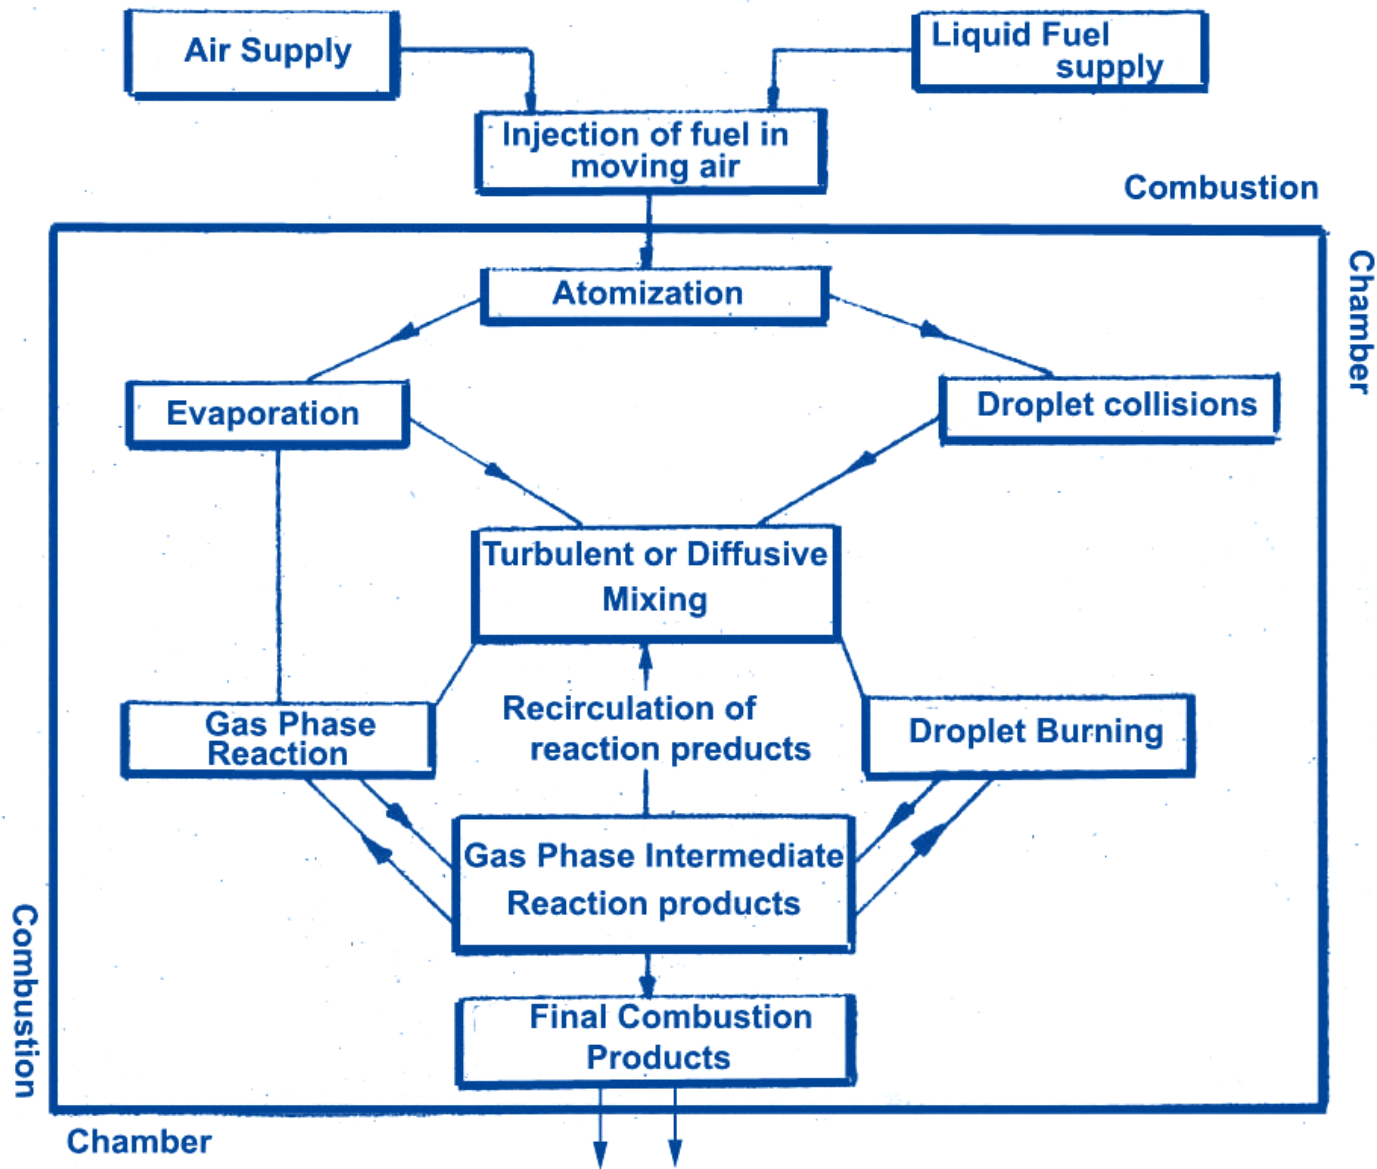 Air Supply
Liquid Fuel
supply
Injection of fuel in
moving air
Combustion
Chamber
Atomization
Evaporation
Droplet collisions
Turbulent or Diffusive
Mixing
Gas Phase
Reaction
Recirculation of
reaction preducts
Droplet Burning
Gas Phase Intermediate
Reaction products
Final Combustion
Products
Combustion
Chamber